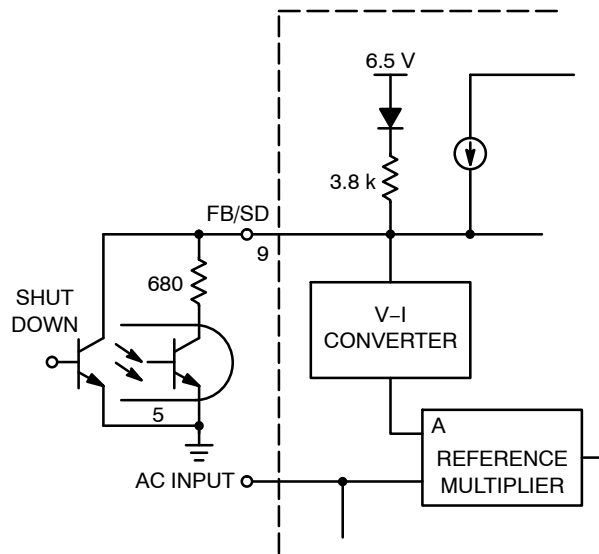 6.5 V
3.8 k
FB/SD
9
680
SHUT
DOWN
V–I
CONVERTER
5
A
REFERENCE
MULTIPLIER
AC INPUT